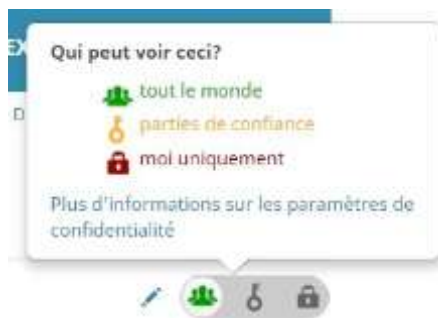 EX
Qui peut voir ceci?
tout le monde
D
parties de confiance
moi uniquement
Plus d'informations sur les paramètres de
confidentialité